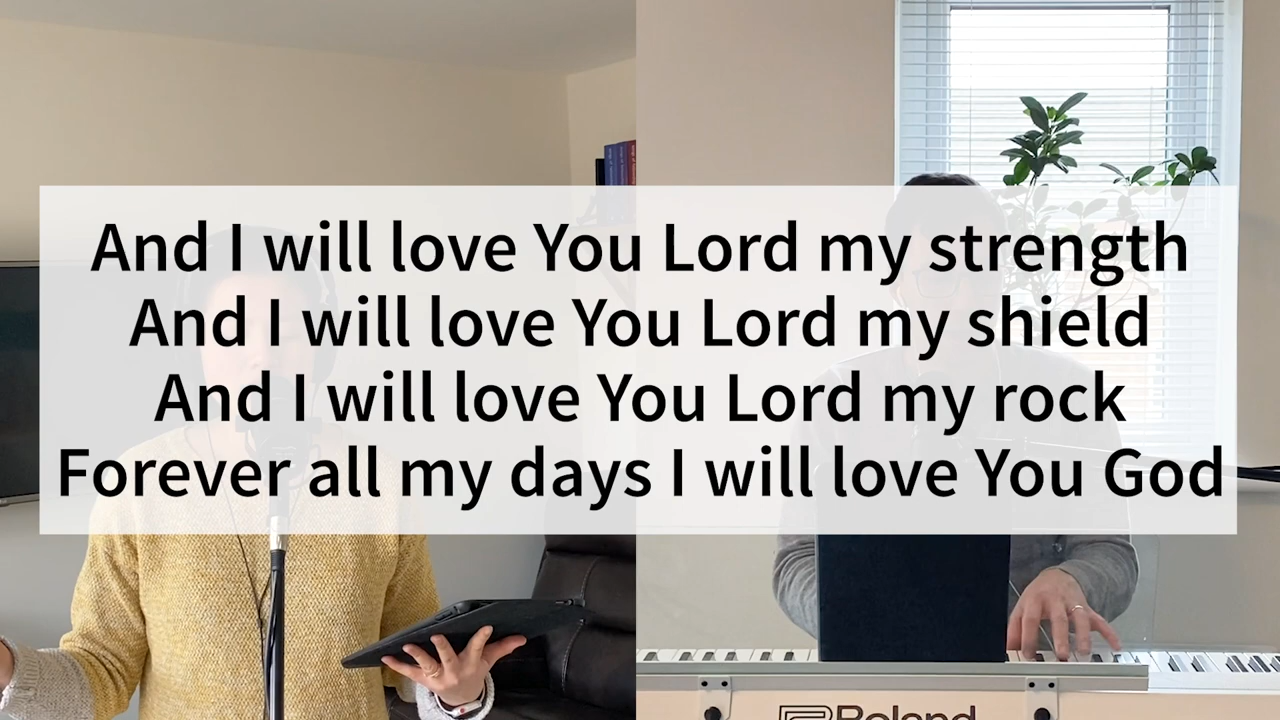 And I will love You Lord my strength
And I will love You Lord my shield
And I will love You Lord my rock
Forever all my days I will love You God
Roland